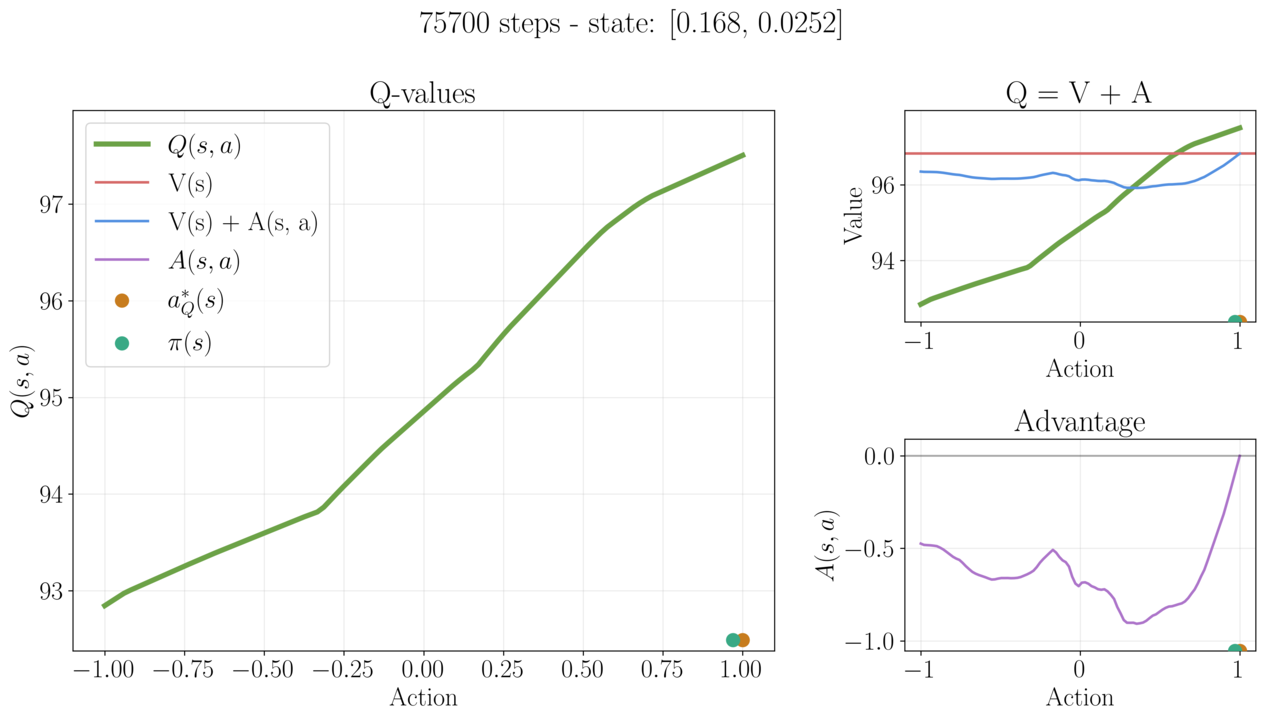 75700 steps - state: [0.168, 0.0252]
Q-values
Q(s, a)
V(s)
V(s) + A(s, a)
A(s, a)
a*Q(s)
π(s)
97
96
95
94
93
Q(s, a)
−1.00 −0.75 −0.50 −0.25 0.00 0.25 0.50 0.75 1.00
Action
Q = V + A
96
94
Value
−1 0 1
Action
Advantage
0.0
−0.5
−1.0
A(s, a)
−1 0 1
Action